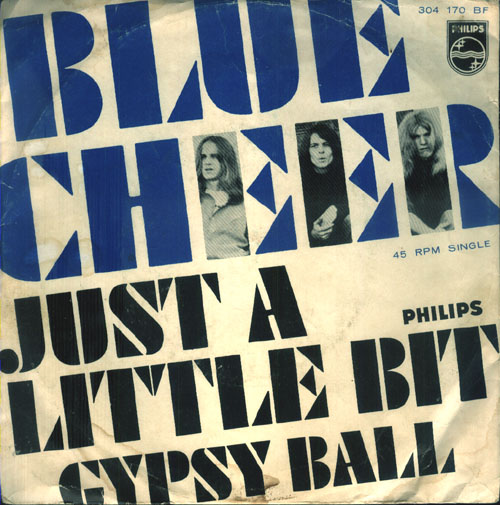 304 170 BF
PHILIPS
BLUE
CHEER
45 RPM SINGLE
JUST A
PHILIPS
LITTLE BIT
GYPSY BALL